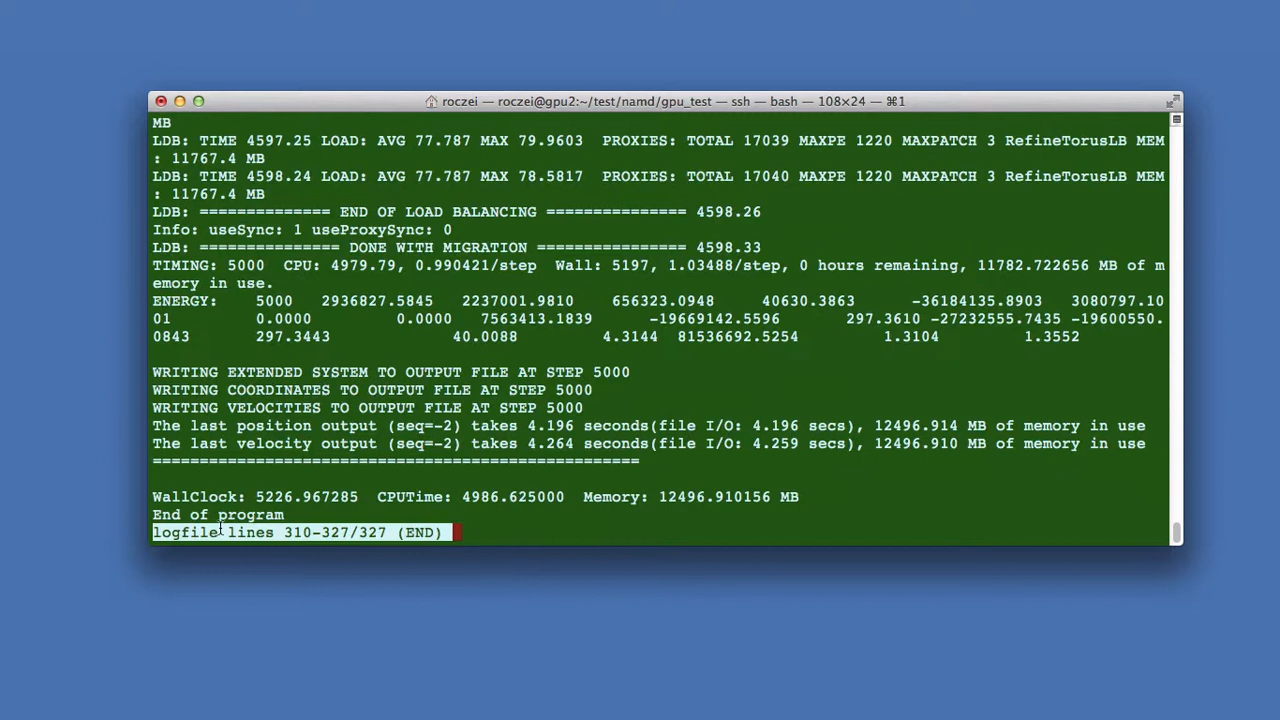 roczei — roczei@gpu2:~/test/namd/gpu_test — ssh — bash — 108×24 — ⌘1
MB
LDB: TIME 4597.25 LOAD: AVG 77.787 MAX 79.9603  PROXIES: TOTAL 17039 MAXPE 1220 MAXPATCH 3 RefineTorusLB MEM
: 11767.4 MB
LDB: TIME 4598.24 LOAD: AVG 77.787 MAX 78.5817  PROXIES: TOTAL 17040 MAXPE 1220 MAXPATCH 3 RefineTorusLB MEM
: 11767.4 MB
LDB: ============== END OF LOAD BALANCING =============== 4598.26
Info: useSync: 1 useProxySync: 0
LDB: =============== DONE WITH MIGRATION ================ 4598.33
TIMING: 5000  CPU: 4979.79, 0.990421/step  Wall: 5197, 1.03488/step, 0 hours remaining, 11782.722656 MB of m
emory in use.
ENERGY:    5000   2936827.5845   2237001.9810    656323.0948     40630.3863      -36184135.8903   3080797.10
01       0.0000         0.0000   7563413.1839      -19669142.5596       297.3610 -27232555.7435 -19600550.
0843       297.3443             40.0088         4.3144  81536692.5254         1.3104         1.3552
WRITING EXTENDED SYSTEM TO OUTPUT FILE AT STEP 5000
WRITING COORDINATES TO OUTPUT FILE AT STEP 5000
WRITING VELOCITIES TO OUTPUT FILE AT STEP 5000
The last position output (seq=-2) takes 4.196 seconds(file I/O: 4.196 secs), 12496.914 MB of memory in use
The last velocity output (seq=-2) takes 4.264 seconds(file I/O: 4.259 secs), 12496.910 MB of memory in use
====================================================
WallClock: 5226.967285  CPUTime: 4986.625000  Memory: 12496.910156 MB
End of program
logfile lines 310-327/327 (END)